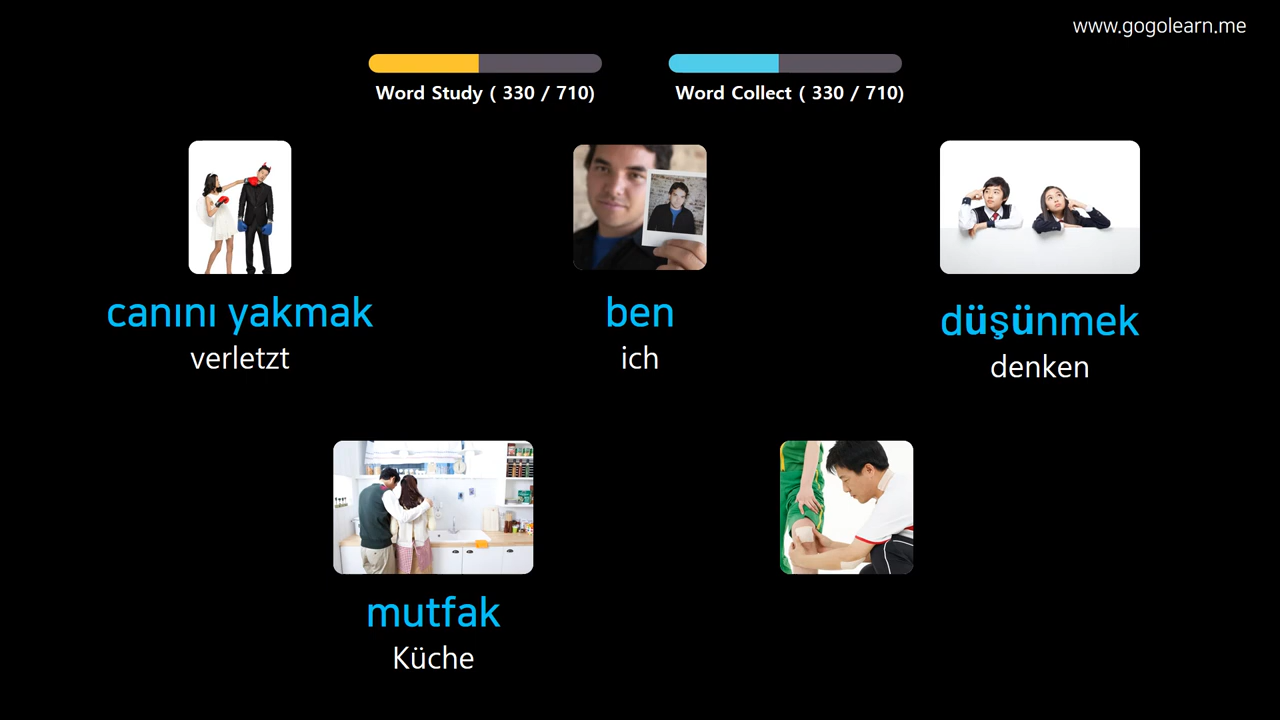 www.gogolearn.me
Word Study ( 330 / 710)
Word Collect ( 330 / 710)
canını yakmak
verletzt
ben
ich
düşünmek
denken
mutfak
Küche